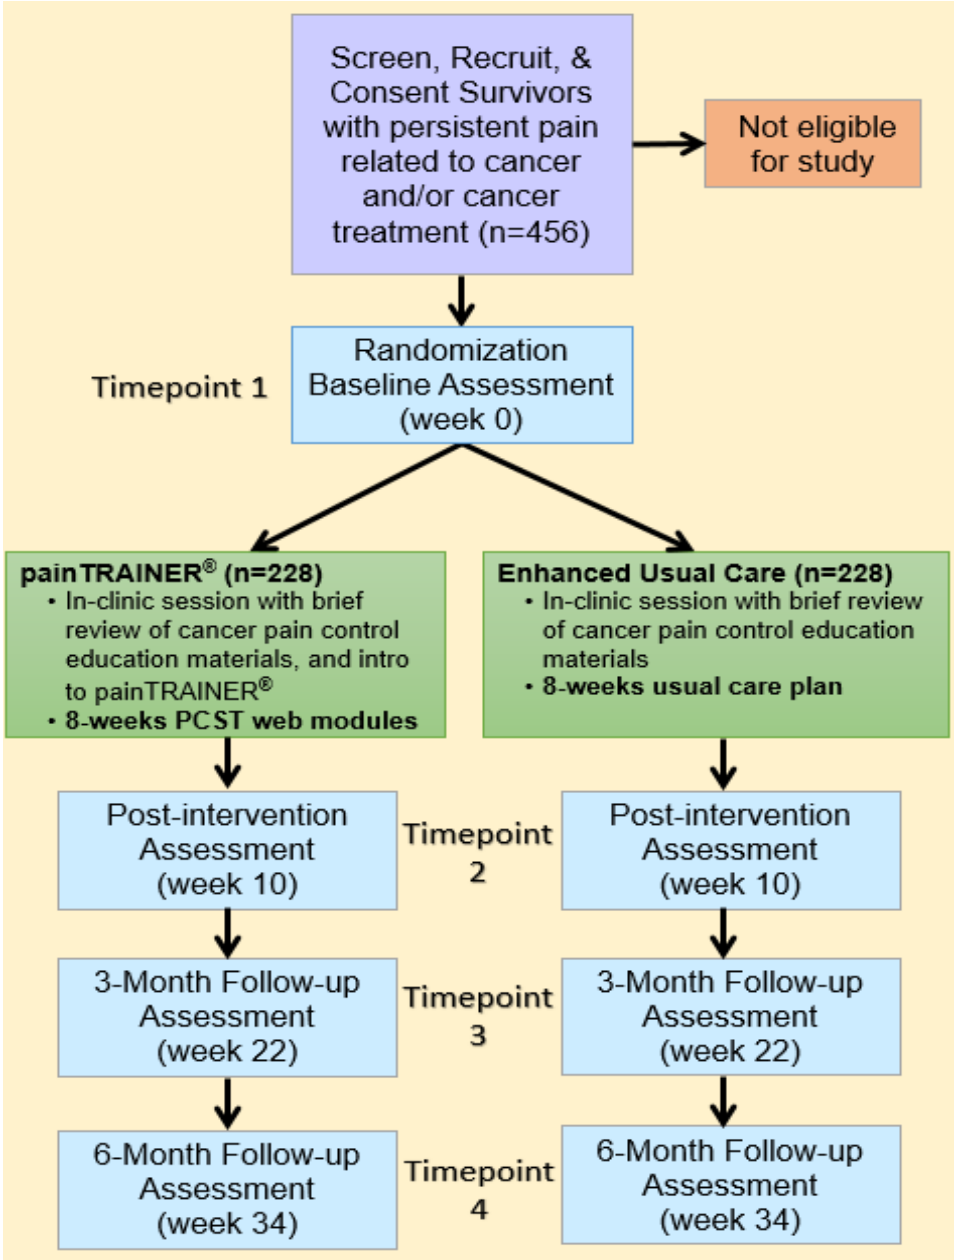 Screen, Recruit, &
Consent Survivors
with persistent pain
related to cancer
and/or cancer
treatment (n=456)
Not eligible
for study
Timepoint 1
Randomization
Baseline Assessment
(week 0)
painTRAINER® (n=228)
• In-clinic session with brief
review of cancer pain control
education materials, and intro
to painTRAINER®
• 8-weeks PCST web modules
Enhanced Usual Care (n=228)
• In-clinic session with brief review
of cancer pain control education
materials
• 8-weeks usual care plan
Post-intervention
Assessment
(week 10)
Timepoint
2
Post-intervention
Assessment
(week 10)
3-Month Follow-up
Assessment
(week 22)
Timepoint
3
3-Month Follow-up
Assessment
(week 22)
6-Month Follow-up
Assessment
(week 34)
Timepoint
4
6-Month Follow-up
Assessment
(week 34)